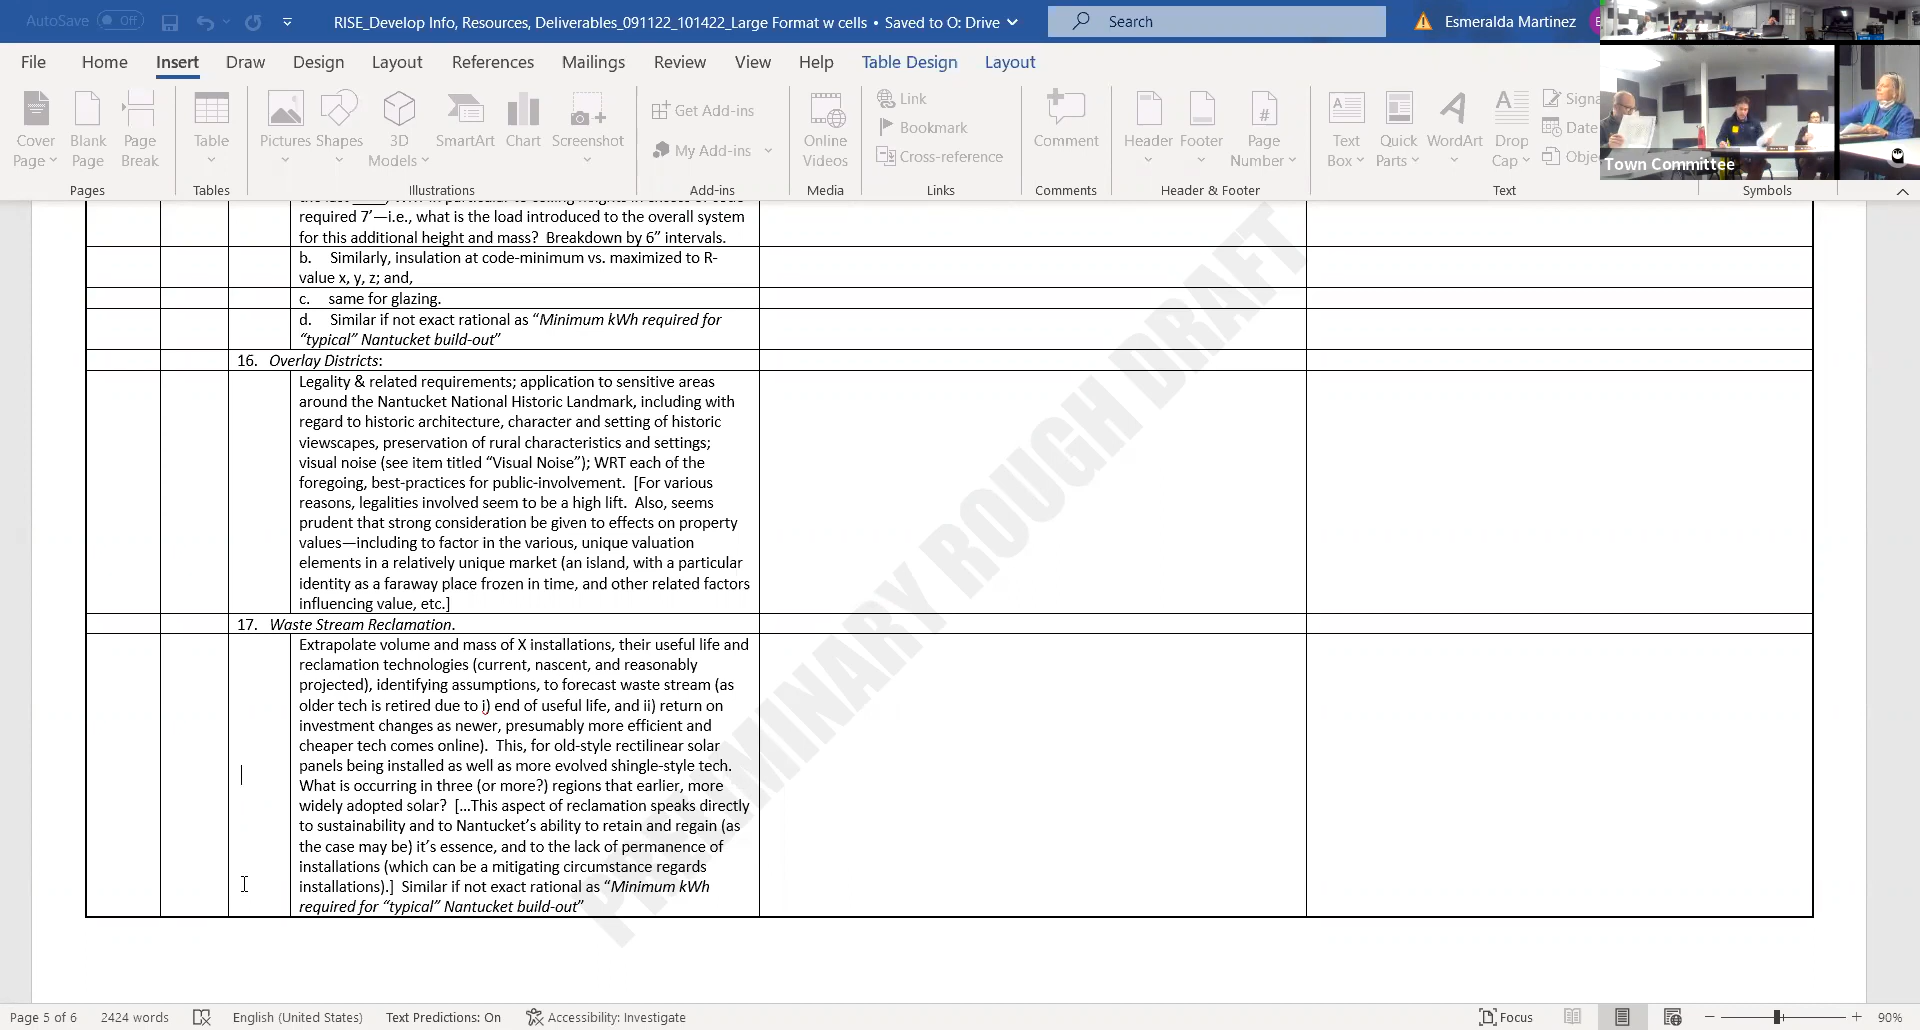 AutoSave Off
RISE_Develop Info, Resources, Deliverables_091122_101422_Large Format w cells • Saved to O: Drive
Search
Esmeralda Martinez
File Home Insert Draw Design Layout References Mailings Review View Help Table Design Layout
Cover Page
Blank Page
Page Break
Pages
Table
Tables
Pictures
Shapes
3D Models
SmartArt
Chart
Screenshot
Illustrations
Get Add-ins
My Add-ins
Add-ins
Online Videos
Media
Link
Bookmark
Cross-reference
Links
Comment
Comments
Header
Footer
Page Number
Header & Footer
Text Box
Quick Parts
WordArt
Drop Cap
Signa
Date
Obje
Text
Symbols
Town Committee
required 7’—i.e., what is the load introduced to the overall system
for this additional height and mass? Breakdown by 6” intervals.
b. Similarly, insulation at code-minimum vs. maximized to R-
value x, y, z; and,
c. same for glazing.
d. Similar if not exact rational as “Minimum kWh required for
“typical” Nantucket build-out”
16. Overlay Districts:
Legality & related requirements; application to sensitive areas
around the Nantucket National Historic Landmark, including with
regard to historic architecture, character and setting of historic
viewscapes, preservation of rural characteristics and settings;
visual noise (see item titled “Visual Noise”); WRT each of the
foregoing, best-practices for public-involvement. [For various
reasons, legalities involved seem to be a high lift. Also, seems
prudent that strong consideration be given to effects on property
values—including to factor in the various, unique valuation
elements in a relatively unique market (an island, with a particular
identity as a faraway place frozen in time, and other related factors
influencing value, etc.]
17. Waste Stream Reclamation.
Extrapolate volume and mass of X installations, their useful life and
reclamation technologies (current, nascent, and reasonably
projected), identifying assumptions, to forecast waste stream (as
older tech is retired due to i) end of useful life, and ii) return on
investment changes as newer, presumably more efficient and
cheaper tech comes online). This, for old-style rectilinear solar
panels being installed as well as more evolved shingle-style tech.
What is occurring in three (or more?) regions that earlier, more
widely adopted solar? […This aspect of reclamation speaks directly
to sustainability and to Nantucket’s ability to retain and regain (as
the case may be) it’s essence, and to the lack of permanence of
installations (which can be a mitigating circumstance regards
installations).] Similar if not exact rational as “Minimum kWh
required for “typical” Nantucket build-out”
PRELIMINARY ROUGH DRAFT
Page 5 of 6 2424 words English (United States) Text Predictions: On Accessibility: Investigate Focus 90%